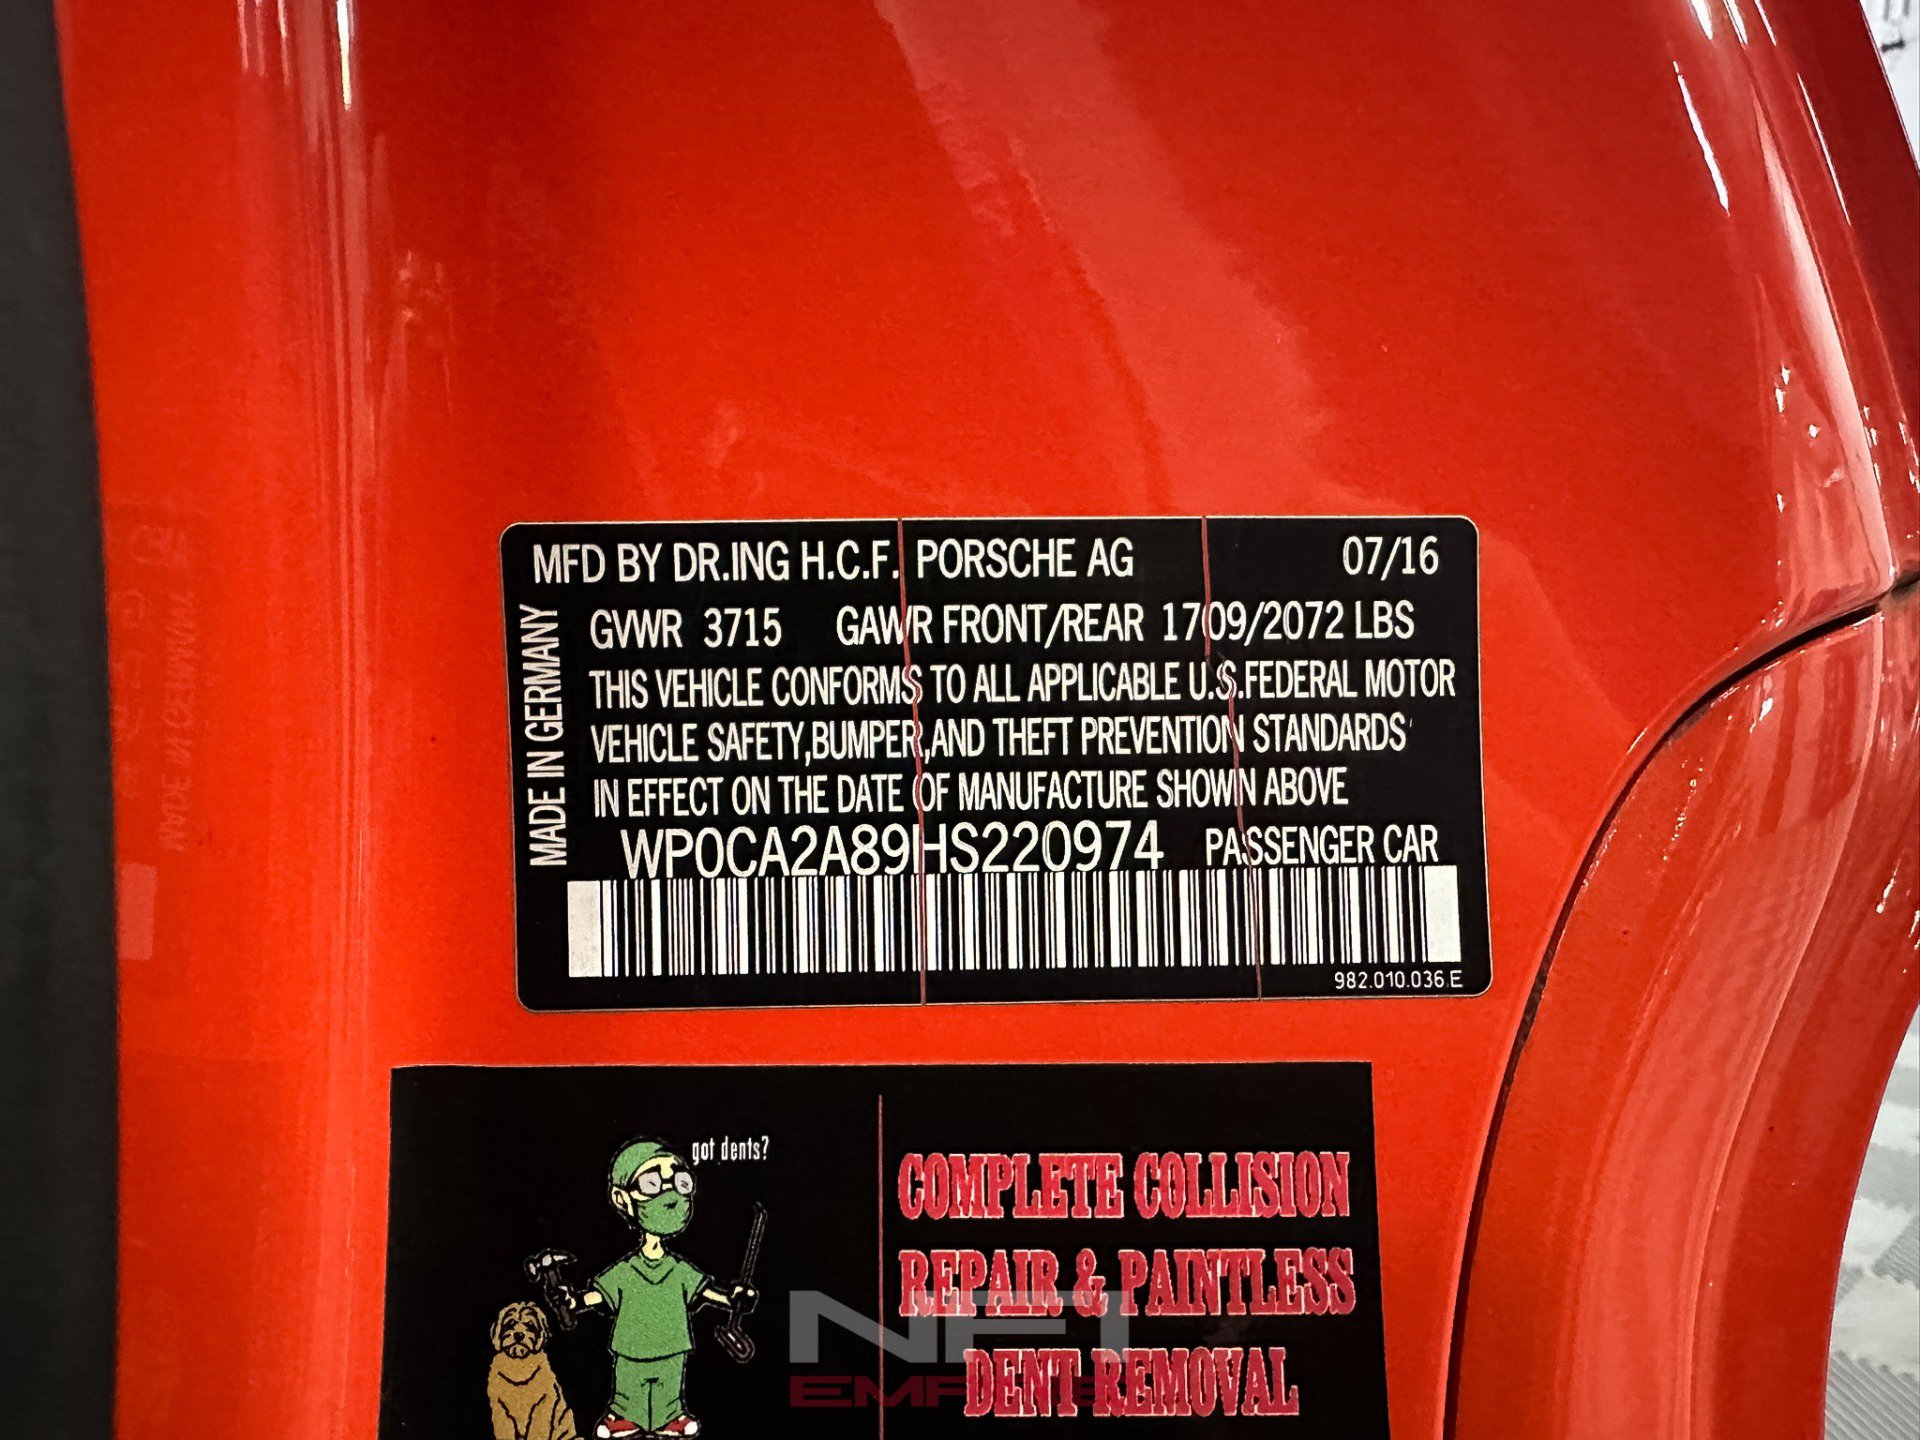 MFD BY DR.ING H.C.F. PORSCHE AG 07/16
GVWR 3715 GAWR FRONT/REAR 1709/2072 LBS
THIS VEHICLE CONFORMS TO ALL APPLICABLE U.S.FEDERAL MOTOR
VEHICLE SAFETY,BUMPER,AND THEFT PREVENTION STANDARDS
IN EFFECT ON THE DATE OF MANUFACTURE SHOWN ABOVE
WP0CA2A89HS220974 PASSENGER CAR
MADE IN GERMANY
982.010.036.E
got dents?
COMPLETE COLLISION
REPAIR & PAINTLESS
DENT REMOVAL
NFT